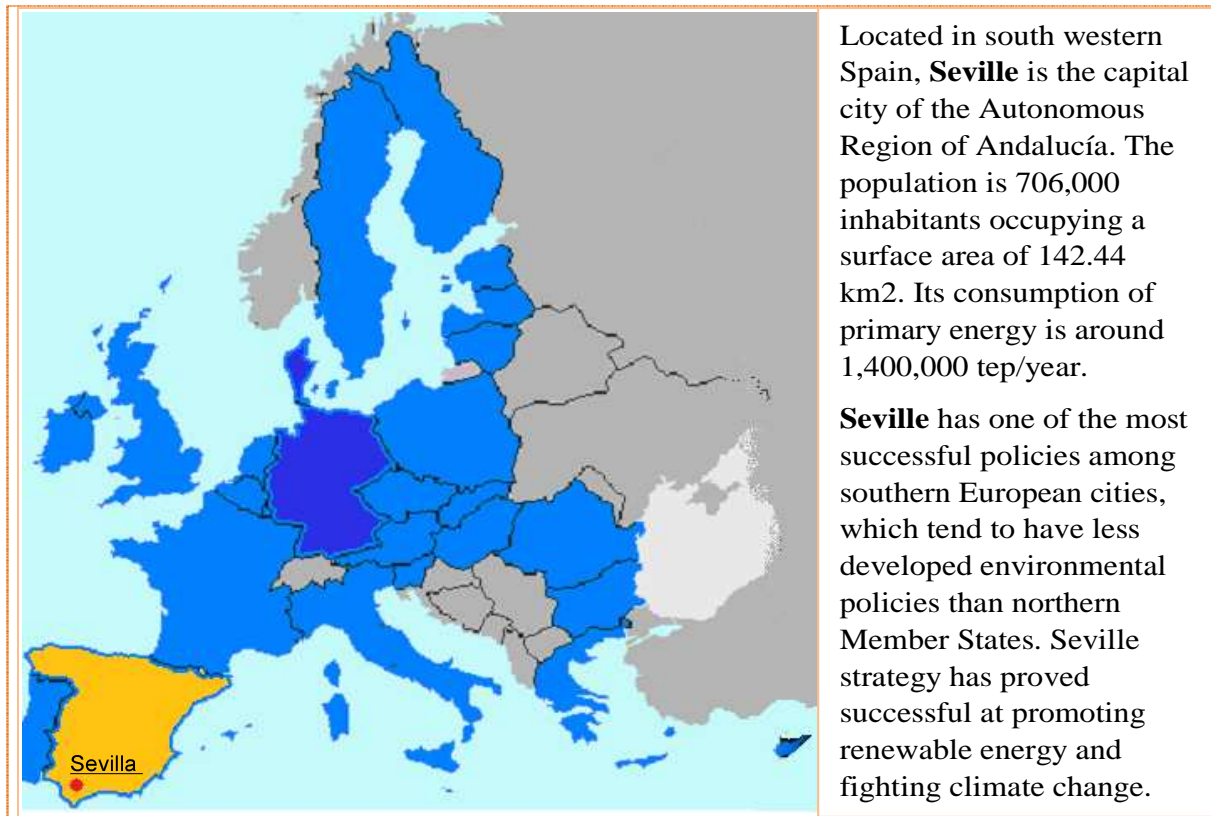 Located in south western
Spain, Seville is the capital
city of the Autonomous
Region of Andalucía. The
population is 706,000
inhabitants occupying a
surface area of 142.44
km2. Its consumption of
primary energy is around
1,400,000 tep/year.
Seville has one of the most
successful policies among
southern European cities,
which tend to have less
developed environmental
policies than northern
Member States. Seville
strategy has proved
successful at promoting
renewable energy and
fighting climate change.
Sevilla